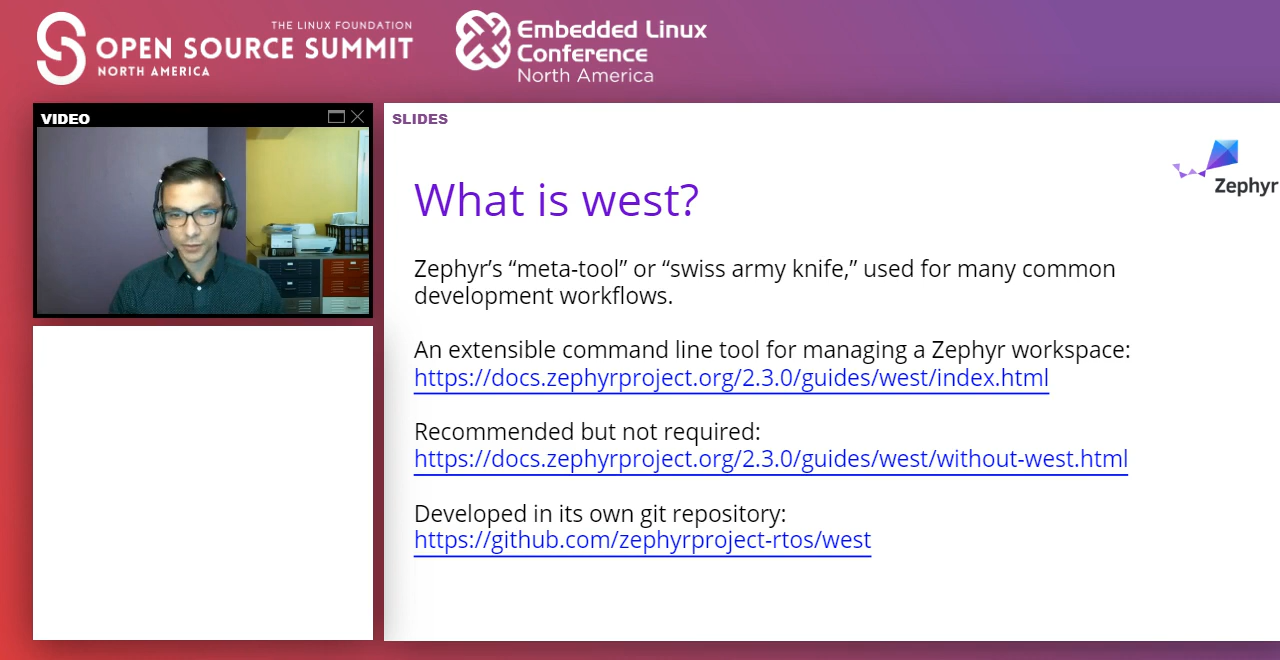 THE LINUX FOUNDATION
OPEN SOURCE SUMMIT
NORTH AMERICA
Embedded Linux
Conference
North America
VIDEO
SLIDES
Zephyr
What is west?
Zephyr’s “meta-tool” or “swiss army knife,” used for many common
development workflows.
An extensible command line tool for managing a Zephyr workspace:
https://docs.zephyrproject.org/2.3.0/guides/west/index.html
Recommended but not required:
https://docs.zephyrproject.org/2.3.0/guides/west/without-west.html
Developed in its own git repository:
https://github.com/zephyrproject-rtos/west